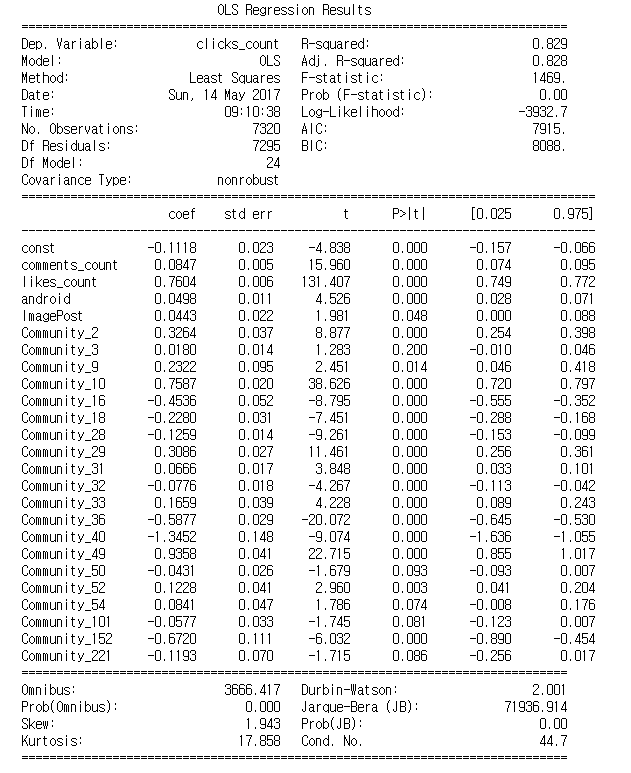 OLS Regression Results
==============================================================================
Dep. Variable: clicks_count R-squared: 0.829
Model: OLS Adj. R-squared: 0.828
Method: Least Squares F-statistic: 1469.
Date: Sun, 14 May 2017 Prob (F-statistic): 0.00
Time: 09:10:38 Log-Likelihood: -3932.7
No. Observations: 7320 AIC: 7915.
Df Residuals: 7295 BIC: 8088.
Df Model: 24
Covariance Type: nonrobust
==================================================================================
coef std err t P>|t| [0.025 0.975]
----------------------------------------------------------------------------------
const -0.1118 0.023 -4.838 0.000 -0.157 -0.066
comments_count 0.0847 0.005 15.960 0.000 0.074 0.095
likes_count 0.7604 0.006 131.407 0.000 0.749 0.772
android 0.0498 0.011 4.526 0.000 0.028 0.071
ImagePost 0.0443 0.022 1.981 0.048 0.000 0.088
Community_2 0.3264 0.037 8.877 0.000 0.254 0.398
Community_3 0.0180 0.014 1.283 0.200 -0.010 0.046
Community_9 0.2322 0.095 2.451 0.014 0.046 0.418
Community_10 0.7587 0.020 38.626 0.000 0.720 0.797
Community_16 -0.4536 0.052 -8.795 0.000 -0.555 -0.352
Community_18 -0.2280 0.031 -7.451 0.000 -0.288 -0.168
Community_28 -0.1259 0.014 -9.261 0.000 -0.153 -0.099
Community_29 0.3086 0.027 11.461 0.000 0.256 0.361
Community_31 0.0666 0.017 3.848 0.000 0.033 0.101
Community_32 -0.0776 0.018 -4.267 0.000 -0.113 -0.042
Community_33 0.1659 0.039 4.228 0.000 0.089 0.243
Community_36 -0.5877 0.029 -20.072 0.000 -0.645 -0.530
Community_40 -1.3452 0.148 -9.074 0.000 -1.636 -1.055
Community_49 0.9358 0.041 22.715 0.000 0.855 1.017
Community_50 -0.0431 0.026 -1.679 0.093 -0.093 0.007
Community_52 0.1228 0.041 2.960 0.003 0.041 0.204
Community_54 0.0841 0.047 1.786 0.074 -0.008 0.176
Community_101 -0.0577 0.033 -1.745 0.081 -0.123 0.007
Community_152 -0.6720 0.111 -6.032 0.000 -0.890 -0.454
Community_221 -0.1193 0.070 -1.715 0.086 -0.256 0.017
==============================================================================
Omnibus: 3666.417 Durbin-Watson: 2.001
Prob(Omnibus): 0.000 Jarque-Bera (JB): 71936.914
Skew: 1.943 Prob(JB): 0.00
Kurtosis: 17.858 Cond. No. 44.7
==============================================================================